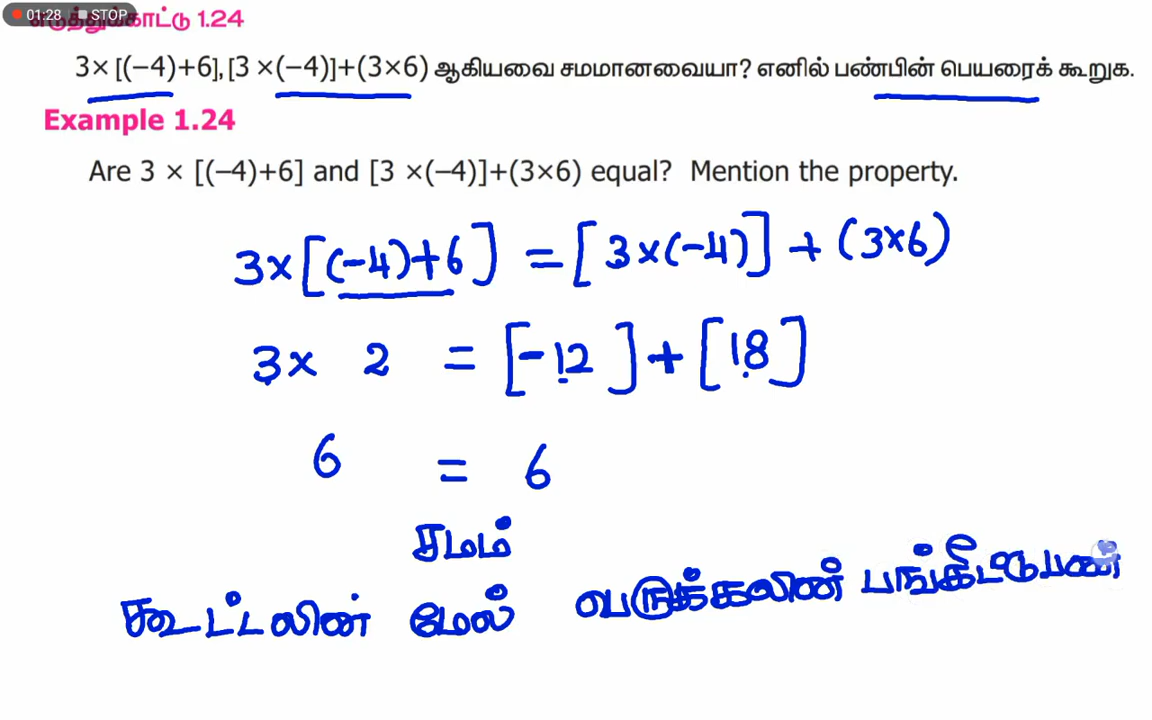 01:28 STOP
எடுத்துக்காட்டு 1.24
3× [(−4)+6], [3 ×(−4)]+(3×6) ஆகியவை சமமானவையா? எனில் பண்பின் பெயரைக் கூறுக.
Example 1.24
Are 3 × [(−4)+6] and [3 ×(−4)]+(3×6) equal? Mention the property.
3×[(−4)+6] = [3×(−4)] + (3×6)
3× 2 = [−12] + [18]
6 = 6
சமம்
கூட்டலின் மேல் பெருக்கலின் பங்கீட்டு பண்